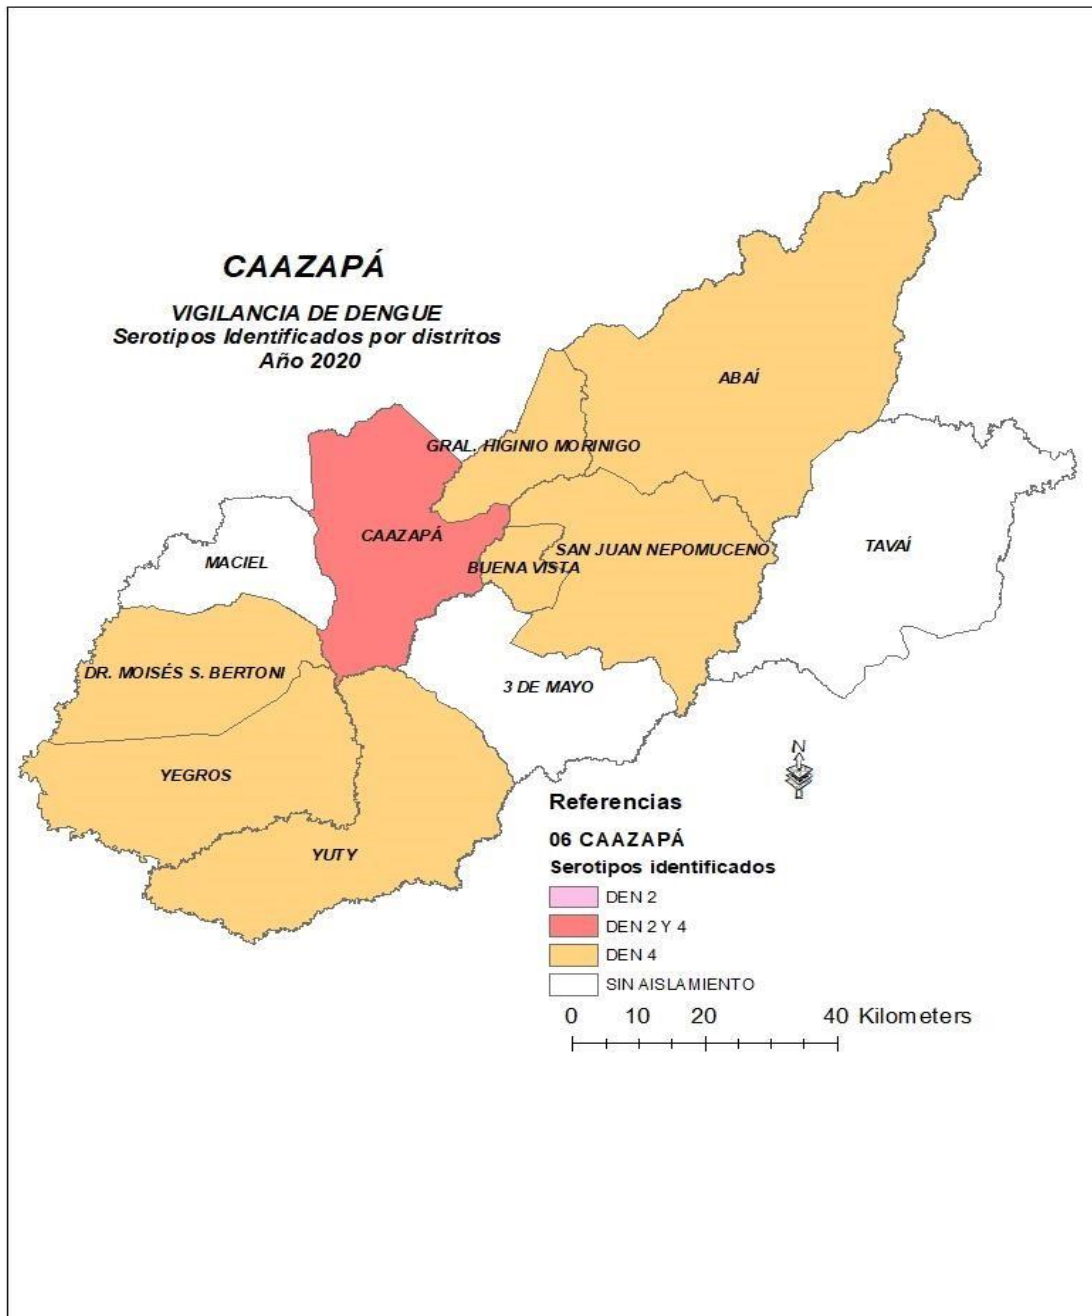 CAAZAPÁ
VIGILANCIA DE DENGUE
Serotipos Identificados por distritos
Año 2020
ABAÍ
GRAL. HIGINIO MORINIGO
CAAZAPÁ
SAN JUAN NEPOMUCENO
TAVAÍ
MACIEL
BUENA VISTA
DR. MOISÉS S. BERTONI
3 DE MAYO
YEGROS
YUTY
N
Referencias
06 CAAZAPÁ
Serotipos identificados
DEN 2
DEN 2 Y 4
DEN 4
SIN AISLAMIENTO
0 10 20 40 Kilometers